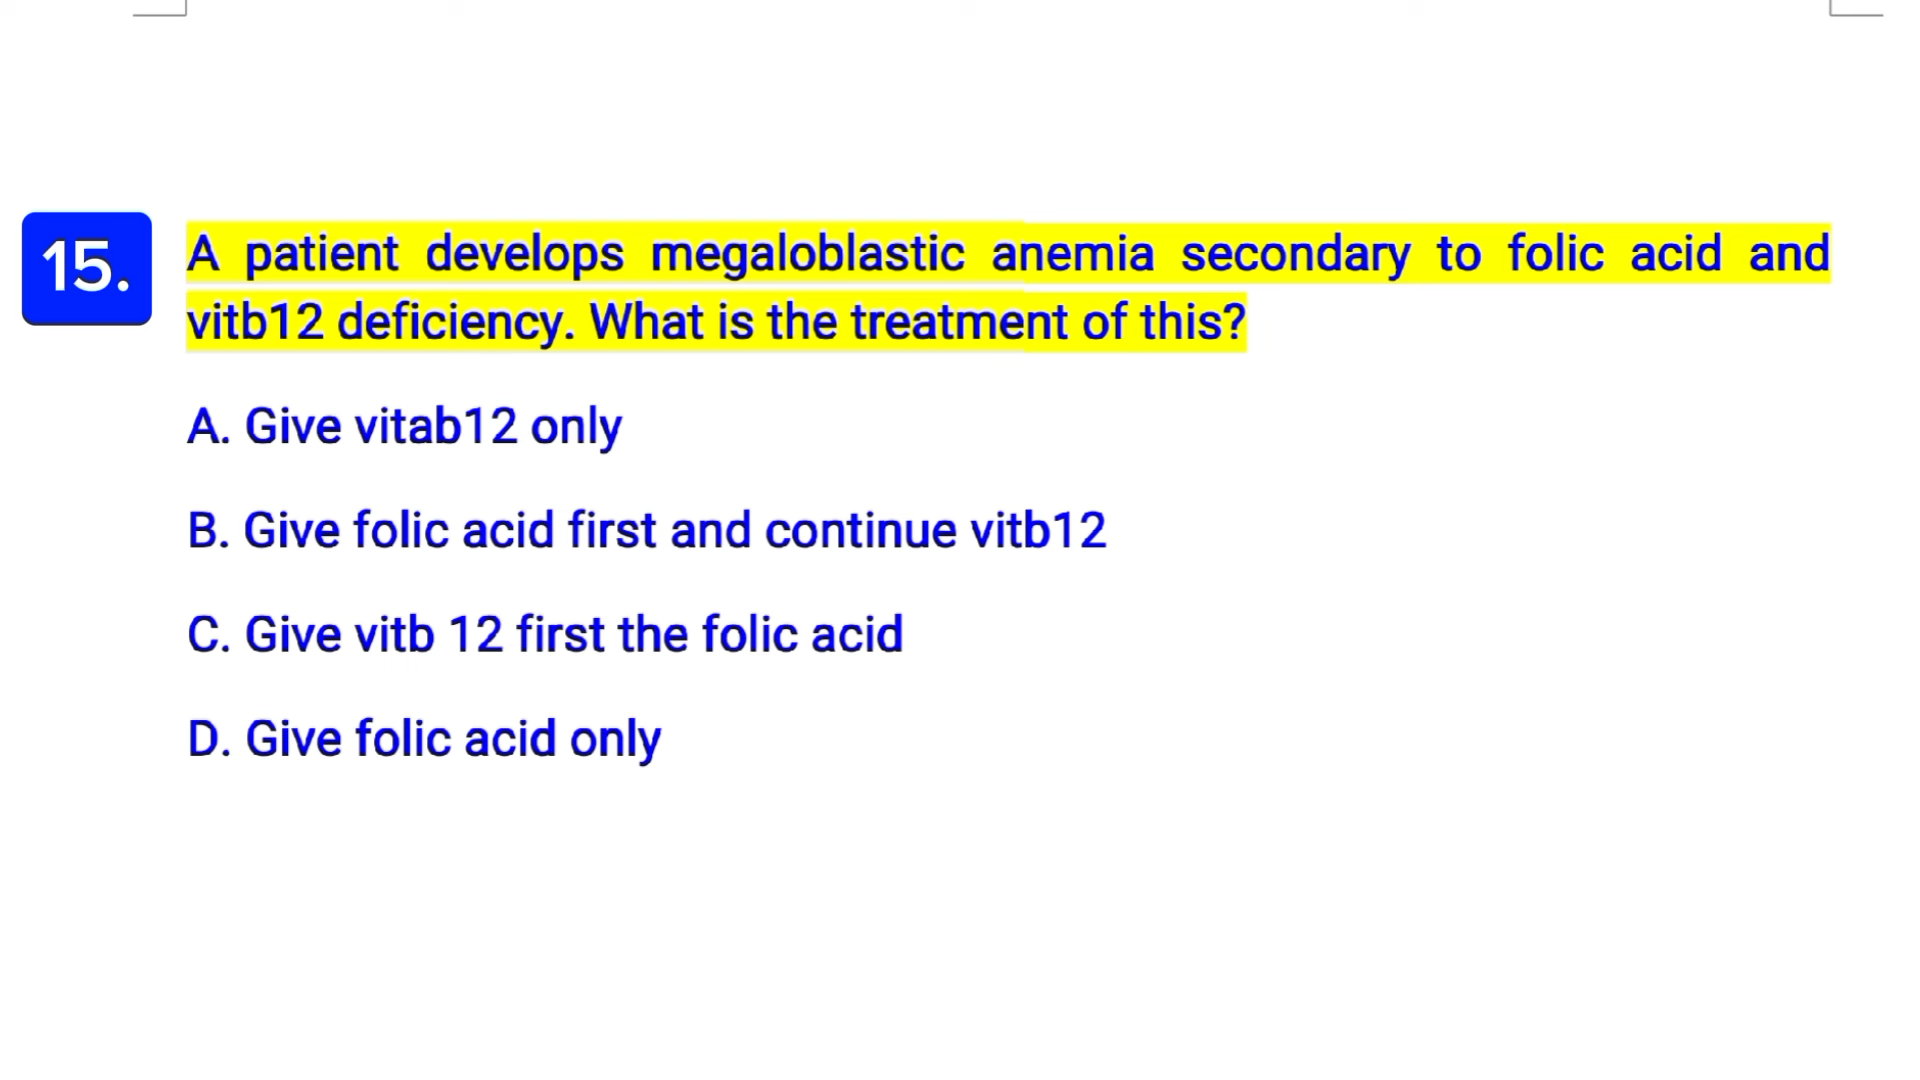 15.
A patient develops megaloblastic anemia secondary to folic acid and
vitb12 deficiency. What is the treatment of this?
A. Give vitab12 only
B. Give folic acid first and continue vitb12
C. Give vitb 12 first the folic acid
D. Give folic acid only